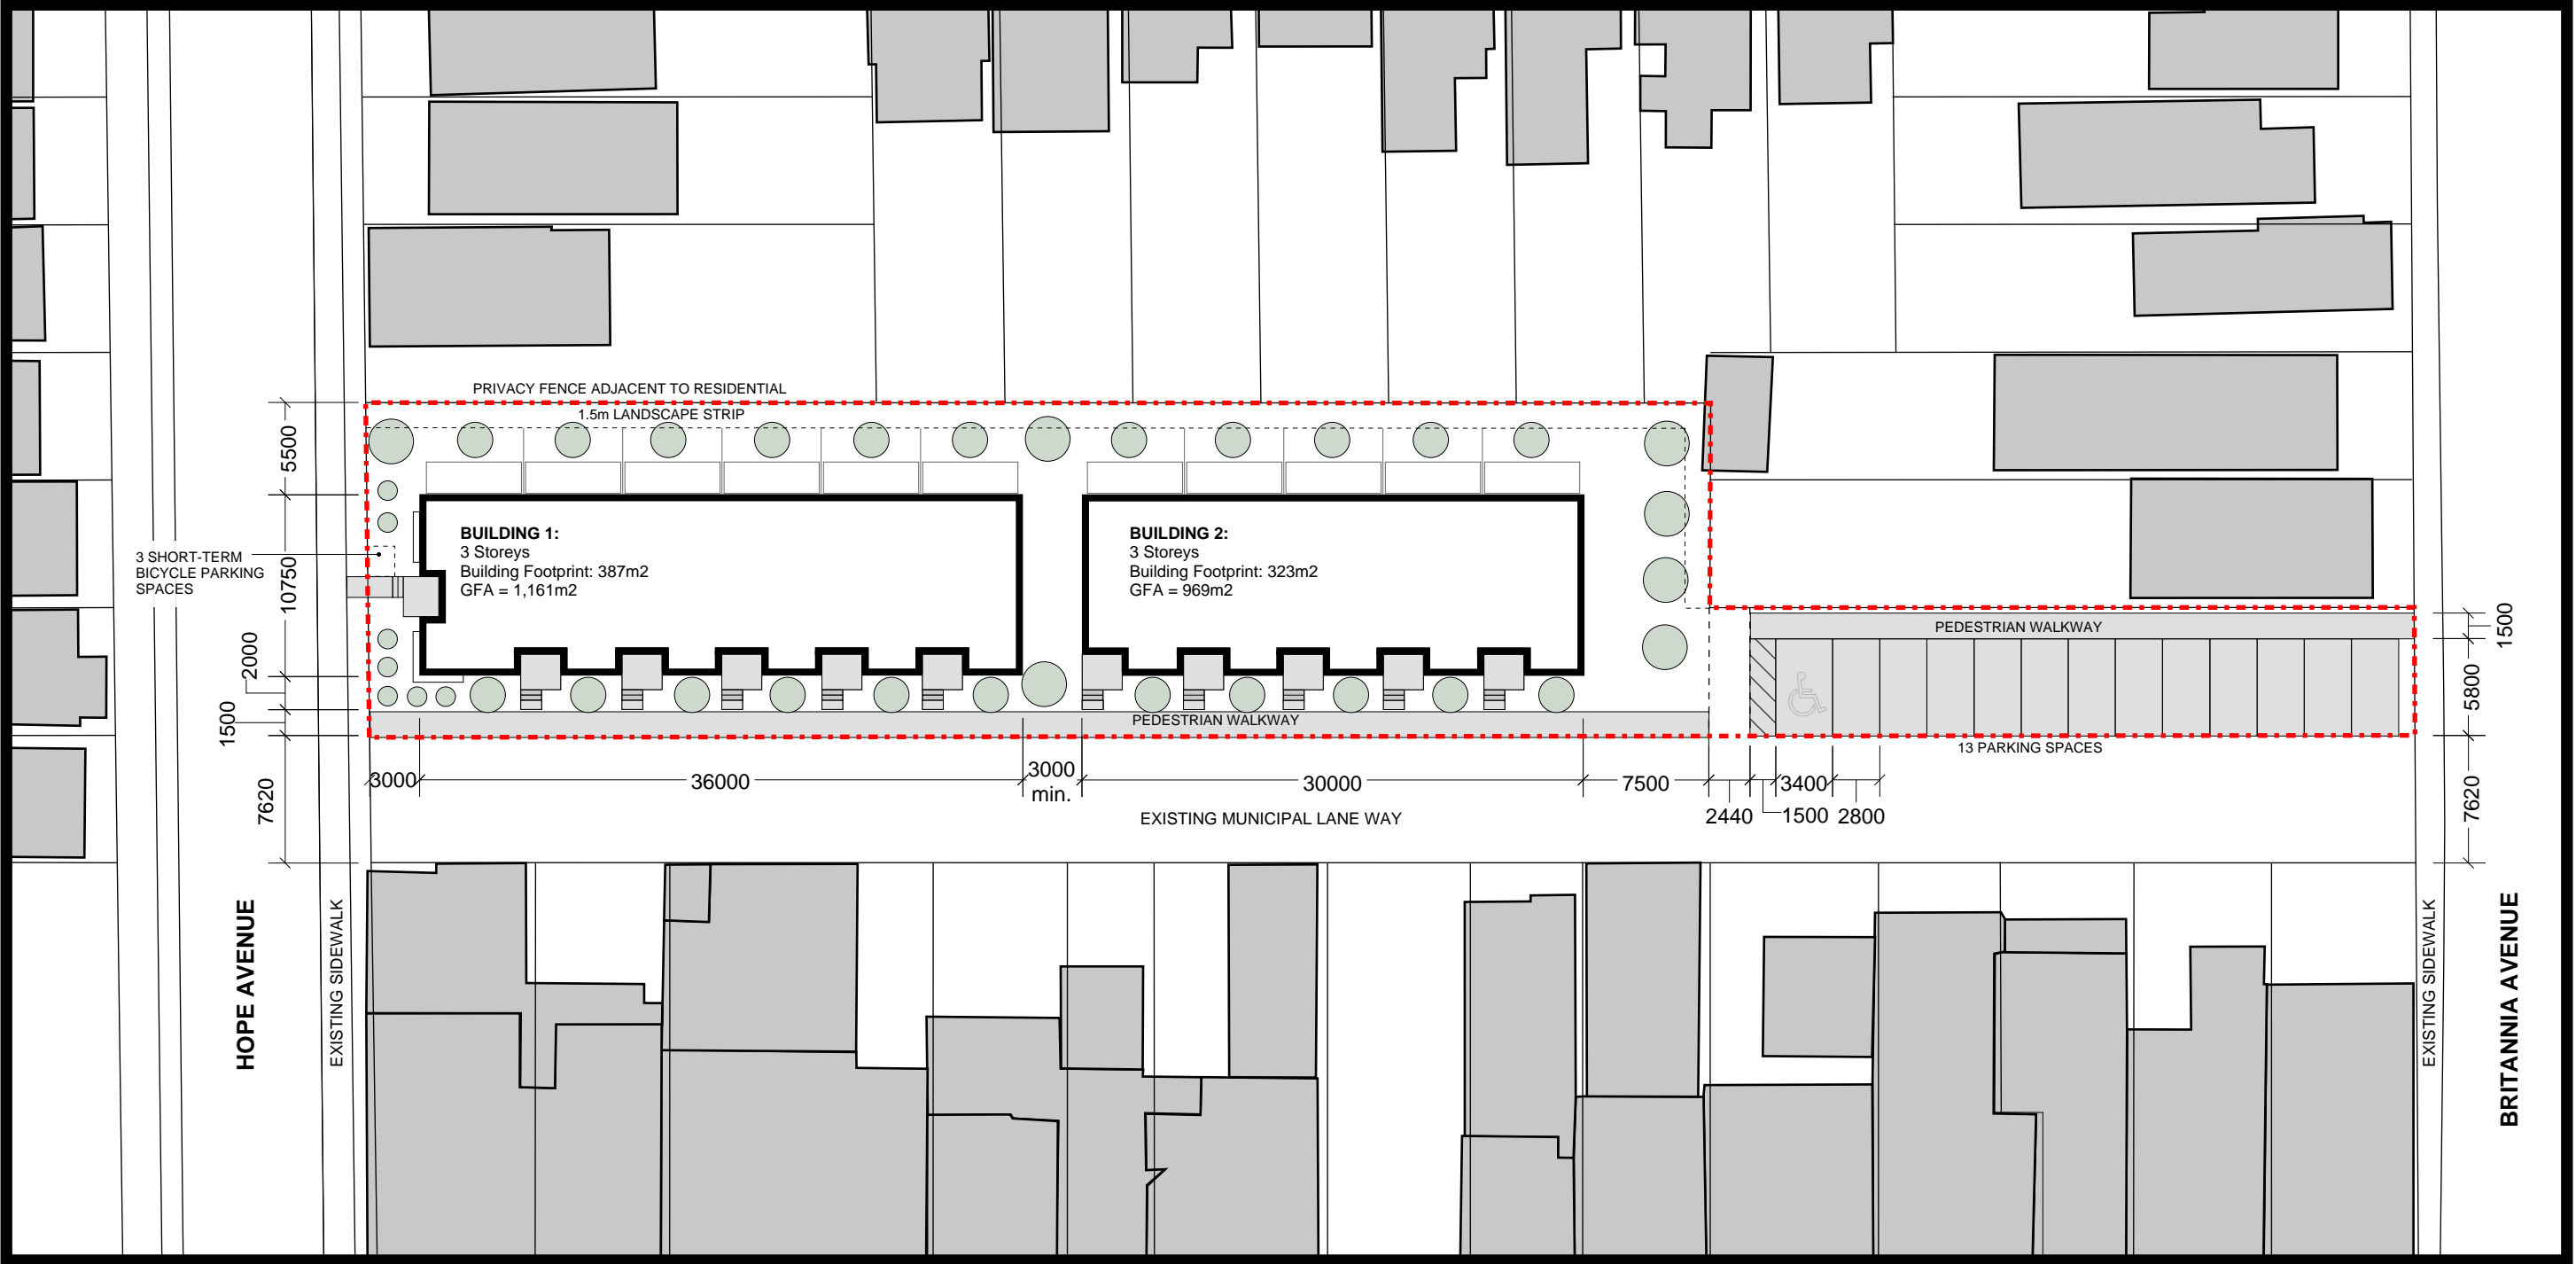 PRIVACY FENCE ADJACENT TO RESIDENTIAL
1.5m LANDSCAPE STRIP
5500
10750
2000
1500
7620
3 SHORT-TERM
BICYCLE PARKING
SPACES
BUILDING 1:
3 Storeys
Building Footprint: 387m2
GFA = 1,161m2
BUILDING 2:
3 Storeys
Building Footprint: 323m2
GFA = 969m2
PEDESTRIAN WALKWAY
PEDESTRIAN WALKWAY
13 PARKING SPACES
1500
5800
7620
3000
36000
3000
min.
30000
7500
2440
1500
3400
2800
EXISTING MUNICIPAL LANE WAY
HOPE AVENUE
EXISTING SIDEWALK
EXISTING SIDEWALK
BRITANNIA AVENUE